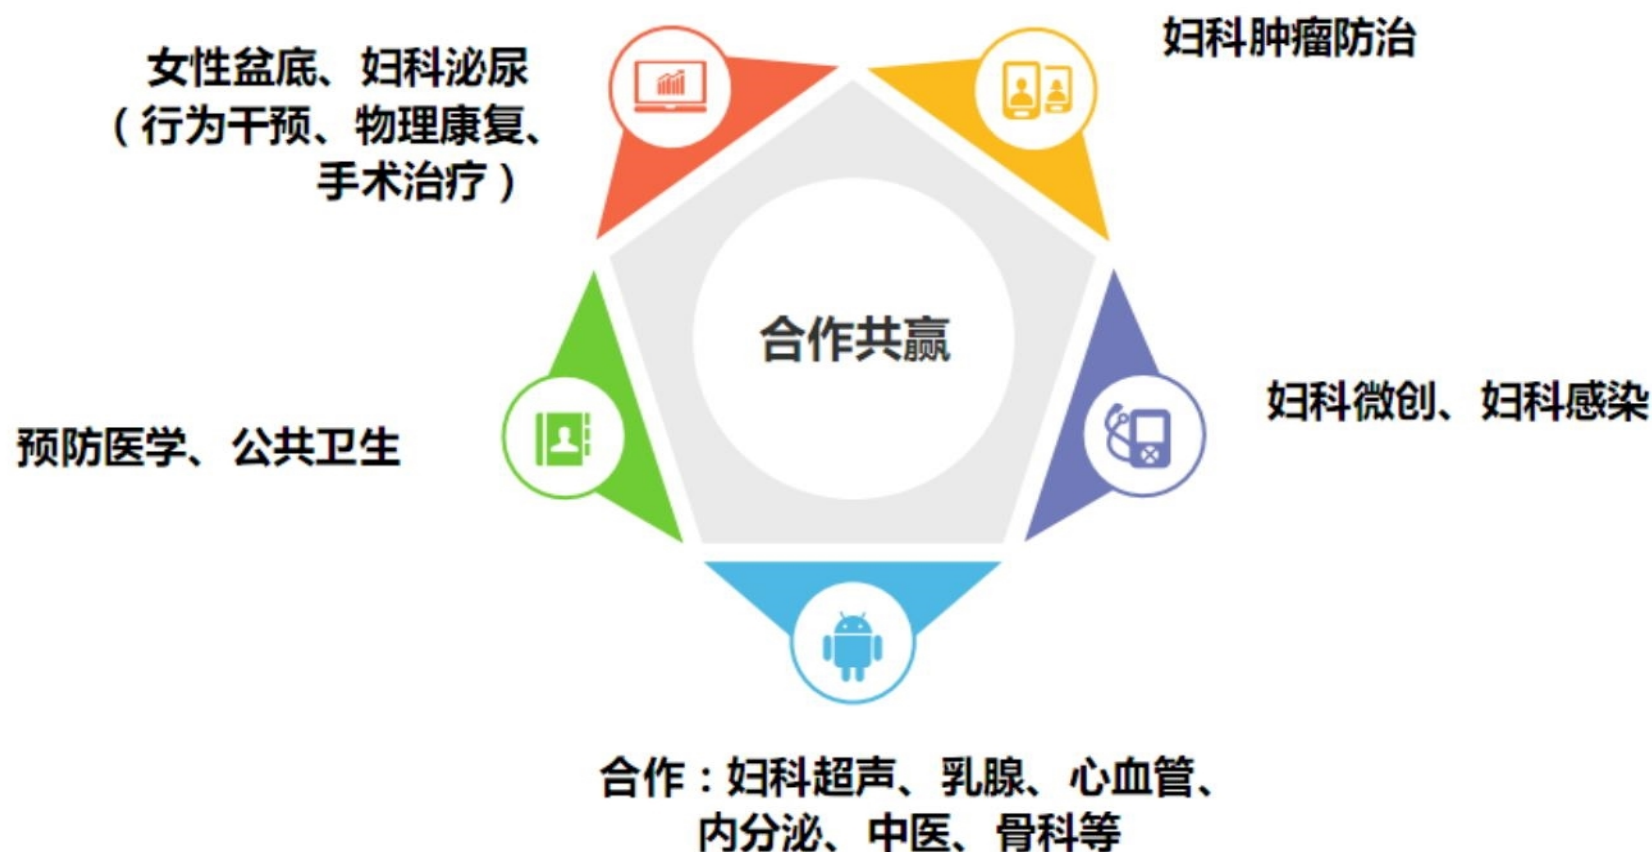 女性盆底、妇科泌尿
（行为干预、物理康复、
手术治疗）
妇科肿瘤防治
合作共赢
妇科微创、妇科感染
预防医学、公共卫生
合作：妇科超声、乳腺、心血管、
内分泌、中医、骨科等